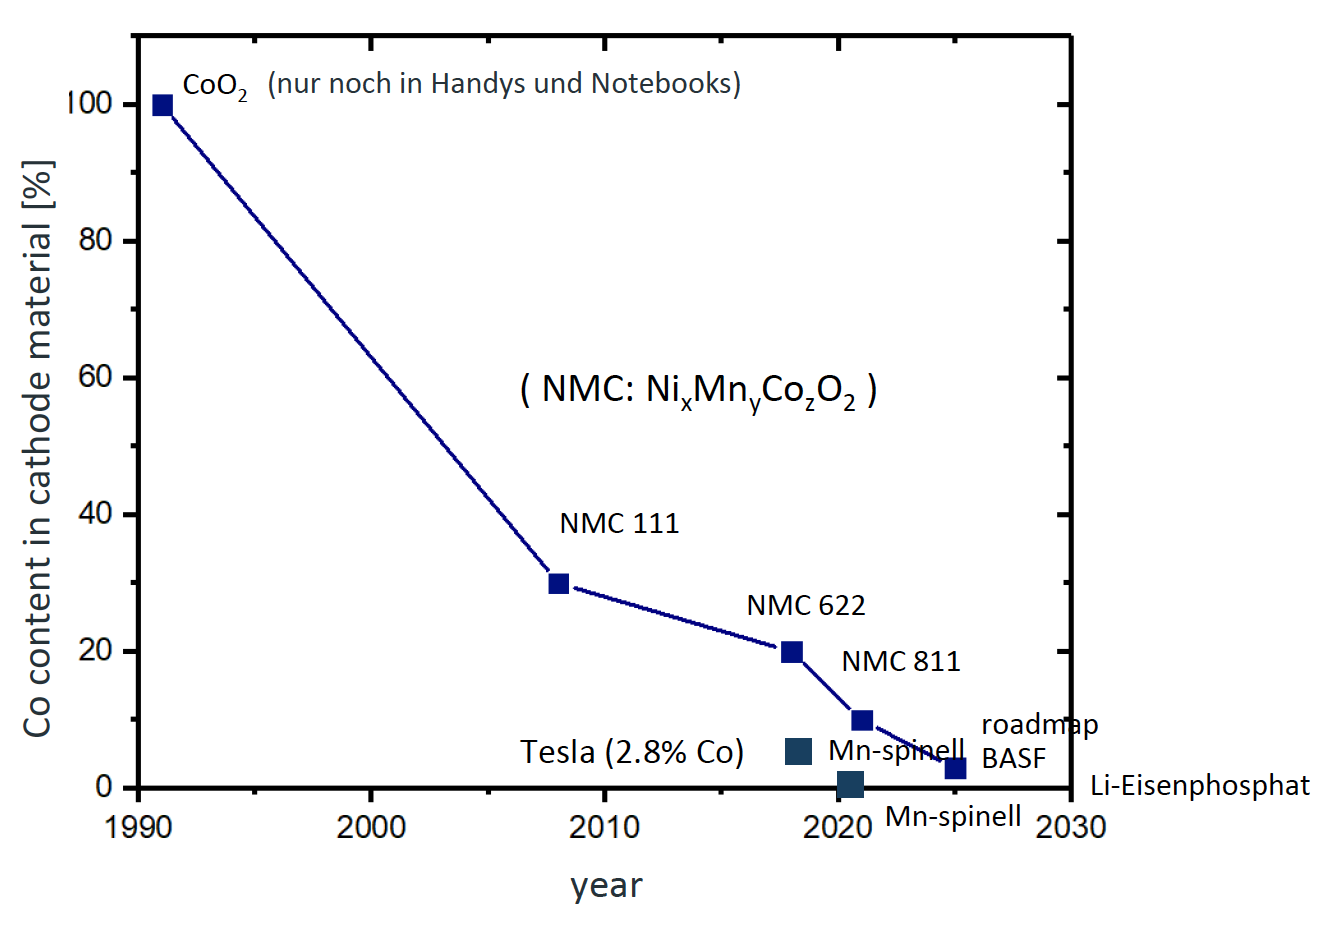 CoO2 (nur noch in Handys und Notebooks)
100
80
60
40
20
0
Co content in cathode material [%]
( NMC: NixMnyCozO2 )
NMC 111
NMC 622
NMC 811
roadmap
BASF
Tesla (2.8% Co)
Mn-spinell
Li-Eisenphosphat
Mn-spinell
1990 2000 2010 2020 2030
year